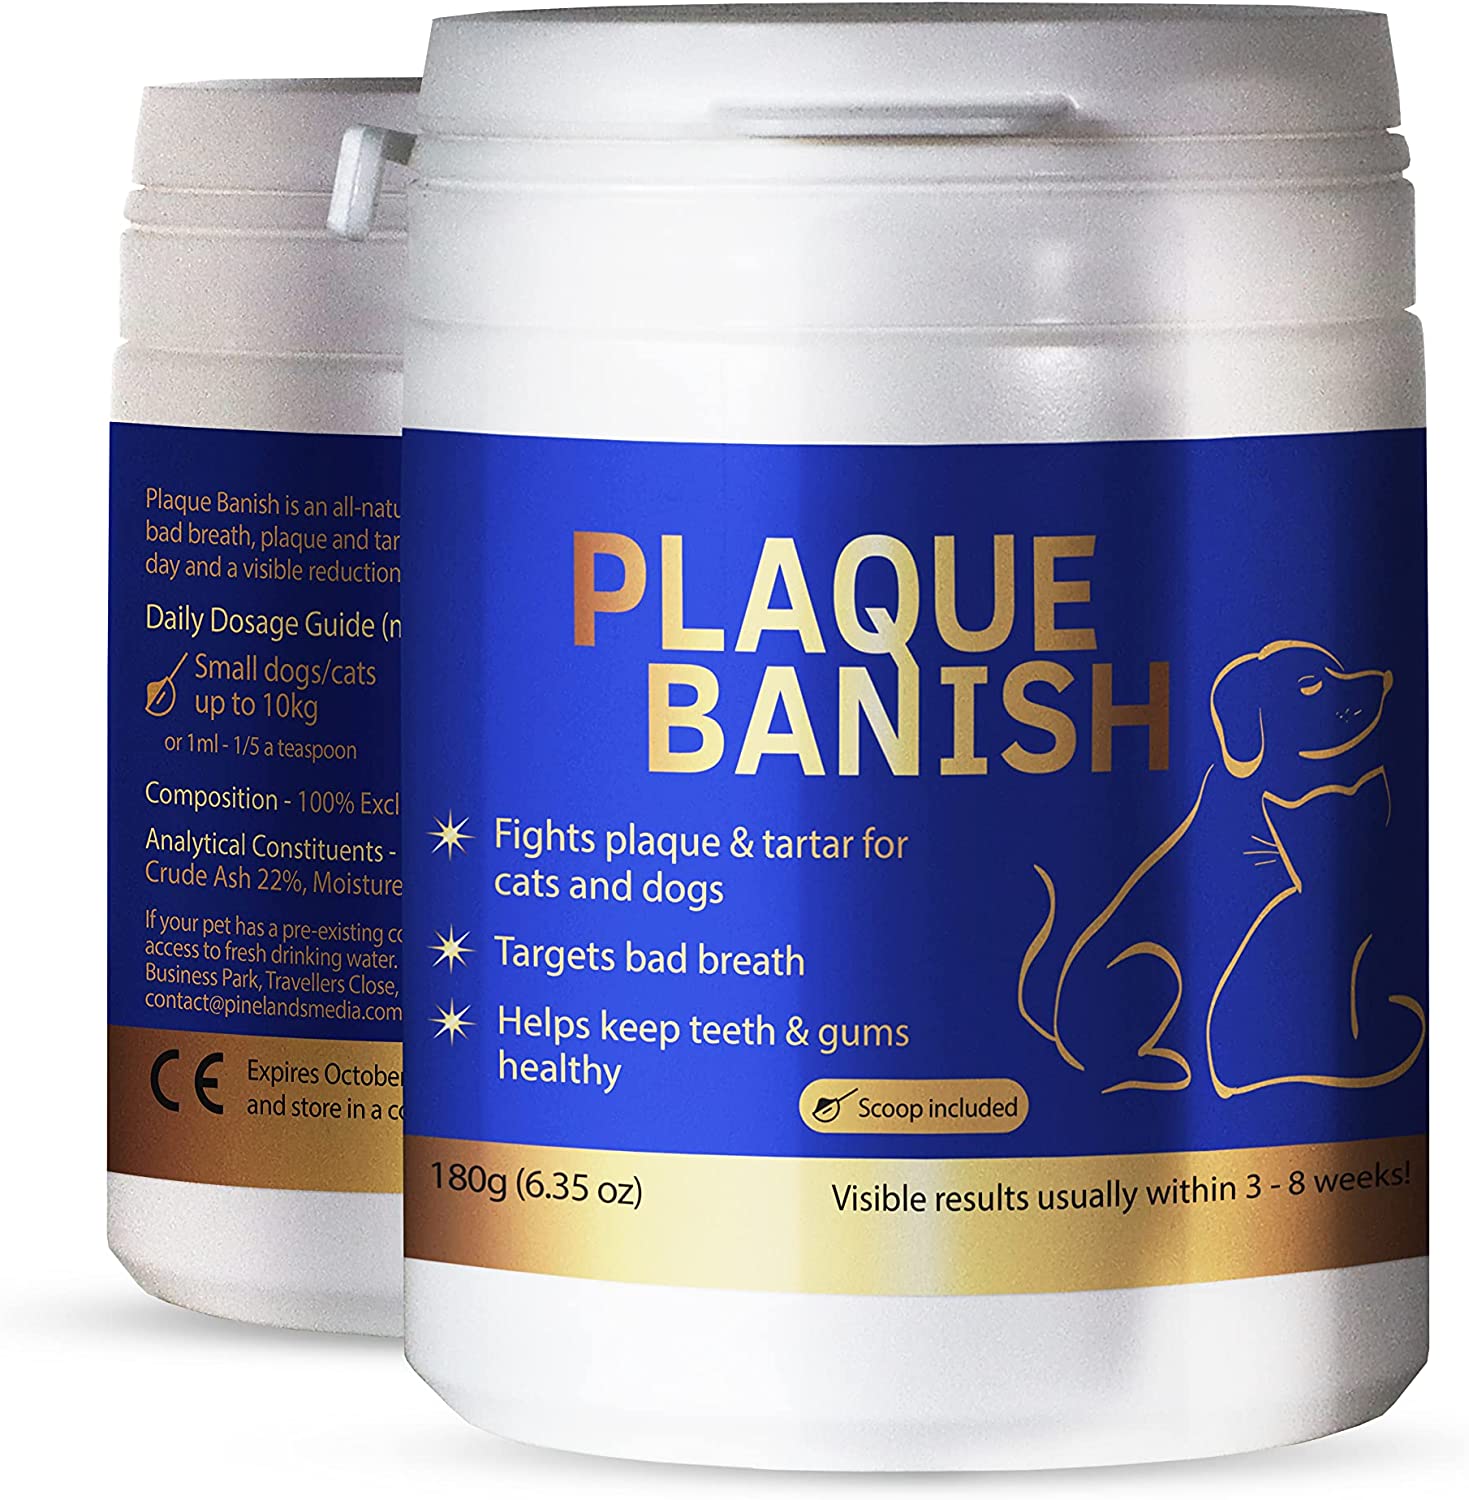 Plaque Banish is an all-natu
bad breath, plaque and tar
day and a visible reduction
Daily Dosage Guide (
Small dogs/cats
up to 10kg
or 1ml - 1/5 a teaspoon
Composition - 100% Excl
Analytical Constituents -
Crude Ash 22%, Moisture
If your pet has a pre-existing co
access to fresh drinking water.
Business Park, Travellers Close,
contact@pinelandsmedia.com
CE
Expires October
and store in a co
PLAQUE
BANISH
Fights plaque & tartar for
cats and dogs
Targets bad breath
Helps keep teeth & gums
healthy
Scoop included
180g (6.35 oz)
Visible results usually within 3 - 8 weeks!